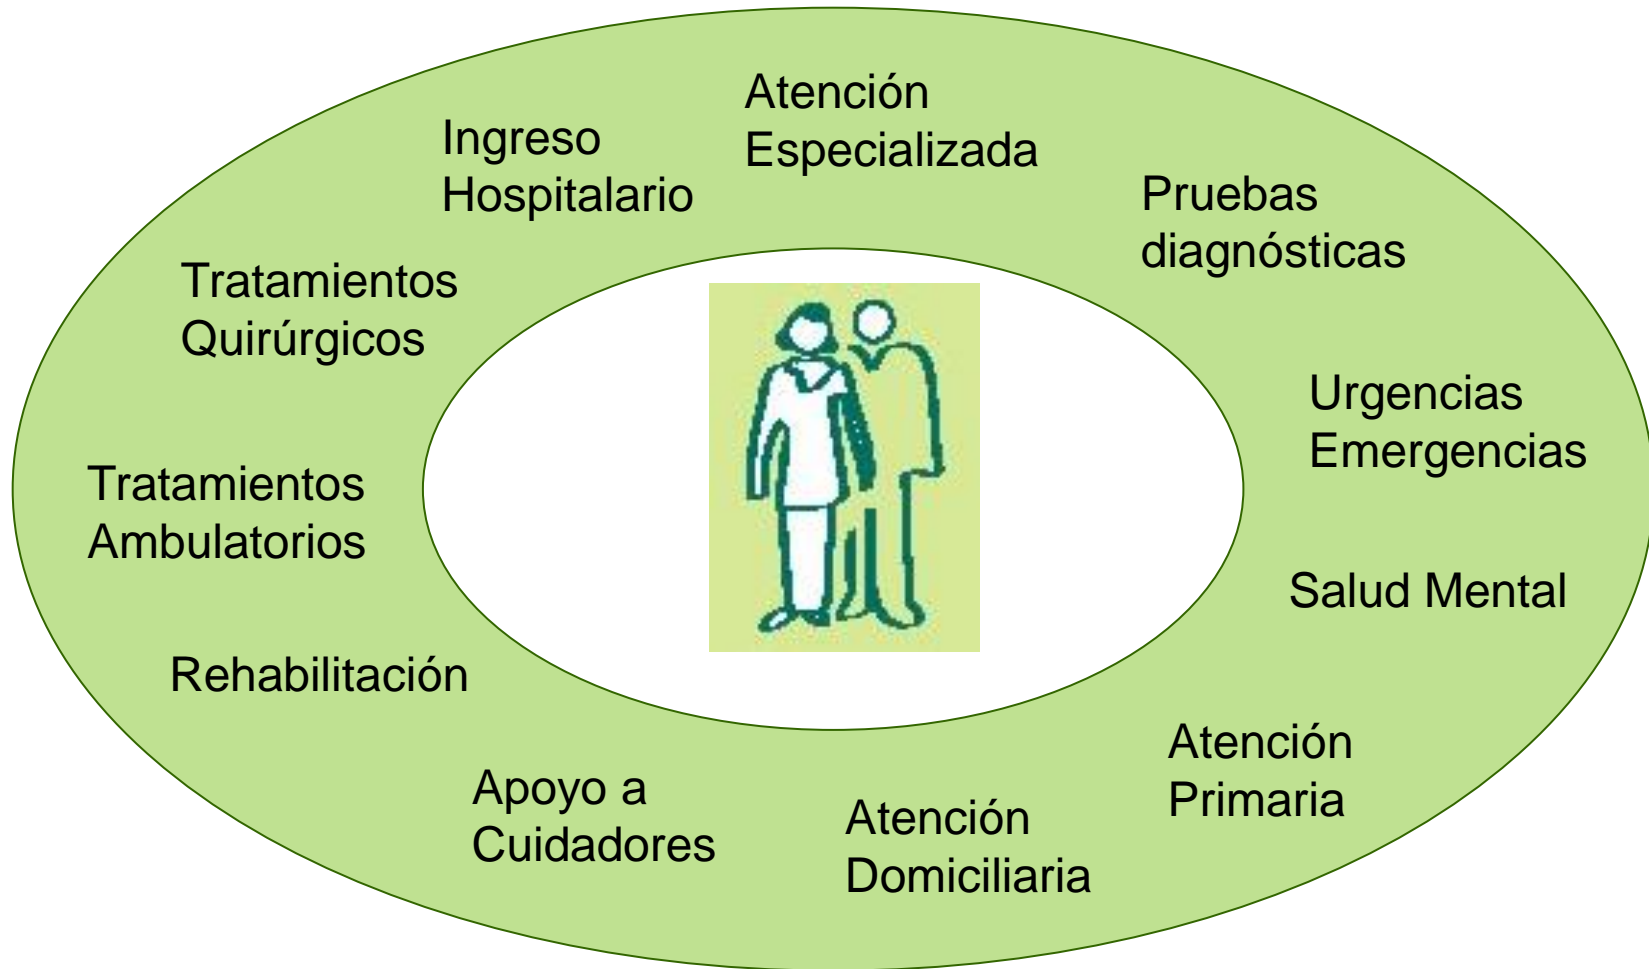 Atención
Especializada
Ingreso
Hospitalario
Pruebas
diagnósticas
Tratamientos
Quirúrgicos
Urgencias
Emergencias
Tratamientos
Ambulatorios
Salud Mental
Rehabilitación
Atención
Primaria
Apoyo a
Cuidadores
Atención
Domiciliaria